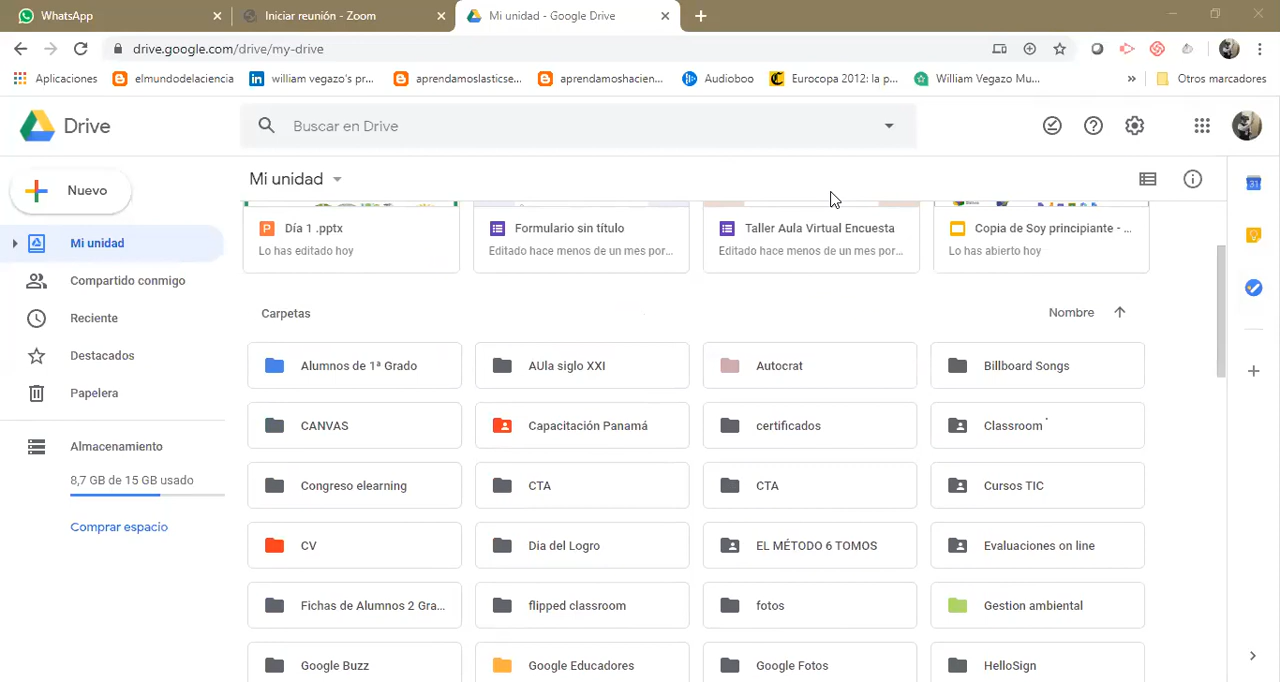 WhatsApp
Iniciar reunión - Zoom
Mi unidad - Google Drive
drive.google.com/drive/my-drive
Aplicaciones
elmundodelaciencia
william vegazo's pr...
aprendamoslasticse...
aprendamoshacien...
Audioboo
Eurocopa 2012: la p...
William Vegazo Mu...
»
Otros marcadores
Drive
Buscar en Drive
Nuevo
Mi unidad
Día 1 .pptx
Lo has editado hoy
Formulario sin título
Editado hace menos de un mes por...
Taller Aula Virtual Encuesta
Editado hace menos de un mes por...
Copia de Soy principiante - ...
Lo has abierto hoy
Mi unidad
Compartido conmigo
Reciente
Destacados
Papelera
Almacenamiento
8,7 GB de 15 GB usado
Comprar espacio
Carpetas
Nombre
Alumnos de 1ª Grado
AUla siglo XXI
Autocrat
Billboard Songs
CANVAS
Capacitación Panamá
certificados
Classroom
Congreso elearning
CTA
CTA
Cursos TIC
CV
Dia del Logro
EL MÉTODO 6 TOMOS
Evaluaciones on line
Fichas de Alumnos 2 Gra...
flipped classroom
fotos
Gestion ambiental
Google Buzz
Google Educadores
Google Fotos
HelloSign
31